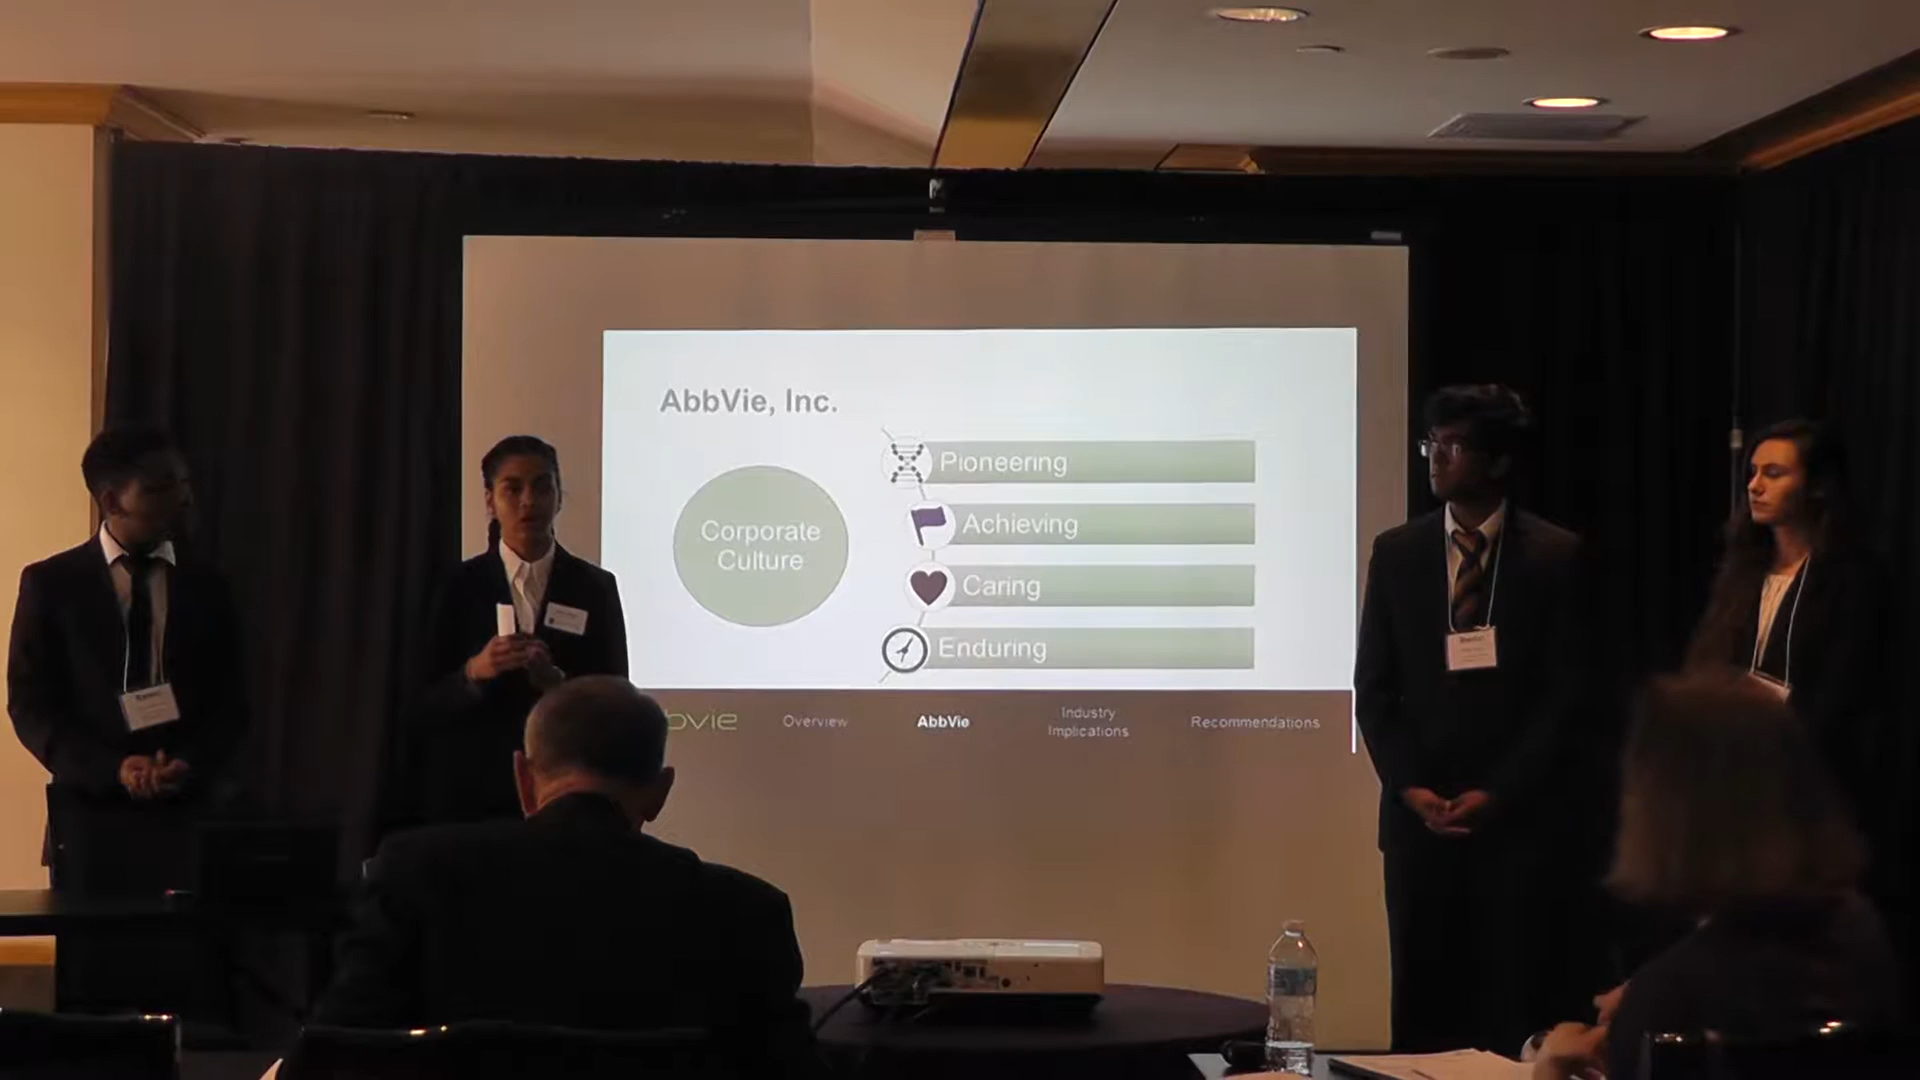 AbbVie, Inc.
Corporate
Culture
Pioneering
Achieving
Caring
Enduring
bvie
Overview
AbbVie
Industry
Implications
Recommendations